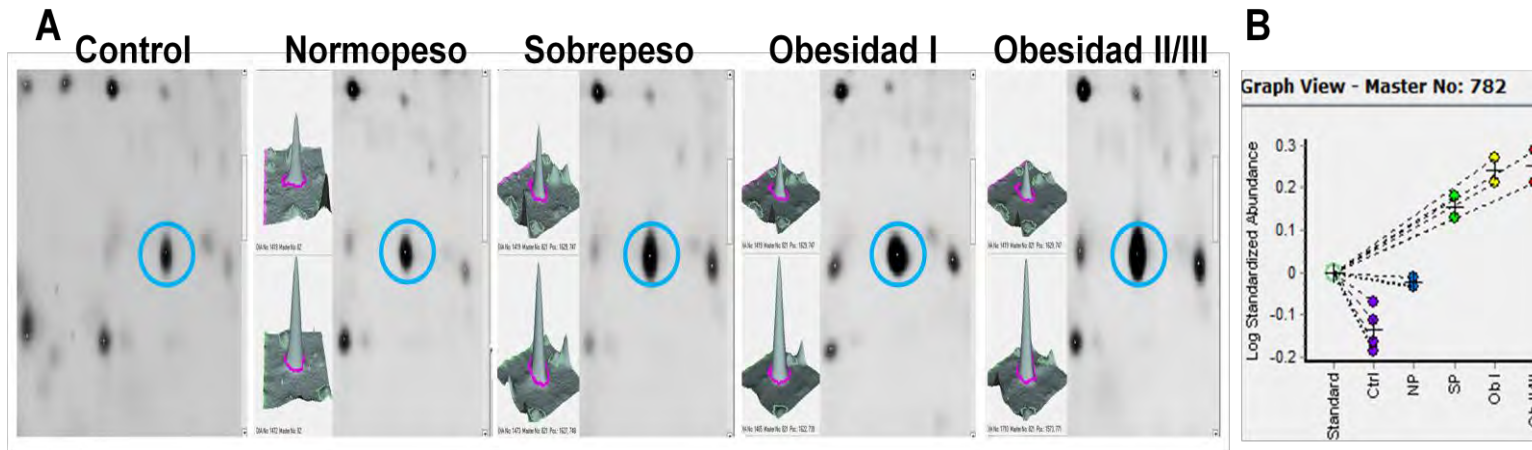 A
Control
Normopeso
Sobrepeso
Obesidad I
Obesidad II/III
B
Graph View - Master No: 782
Log Standardized Abundance
0.3
0.2
0.1
0
-0.1
-0.2
Standard
Ctrl
NP
SP
Ob I